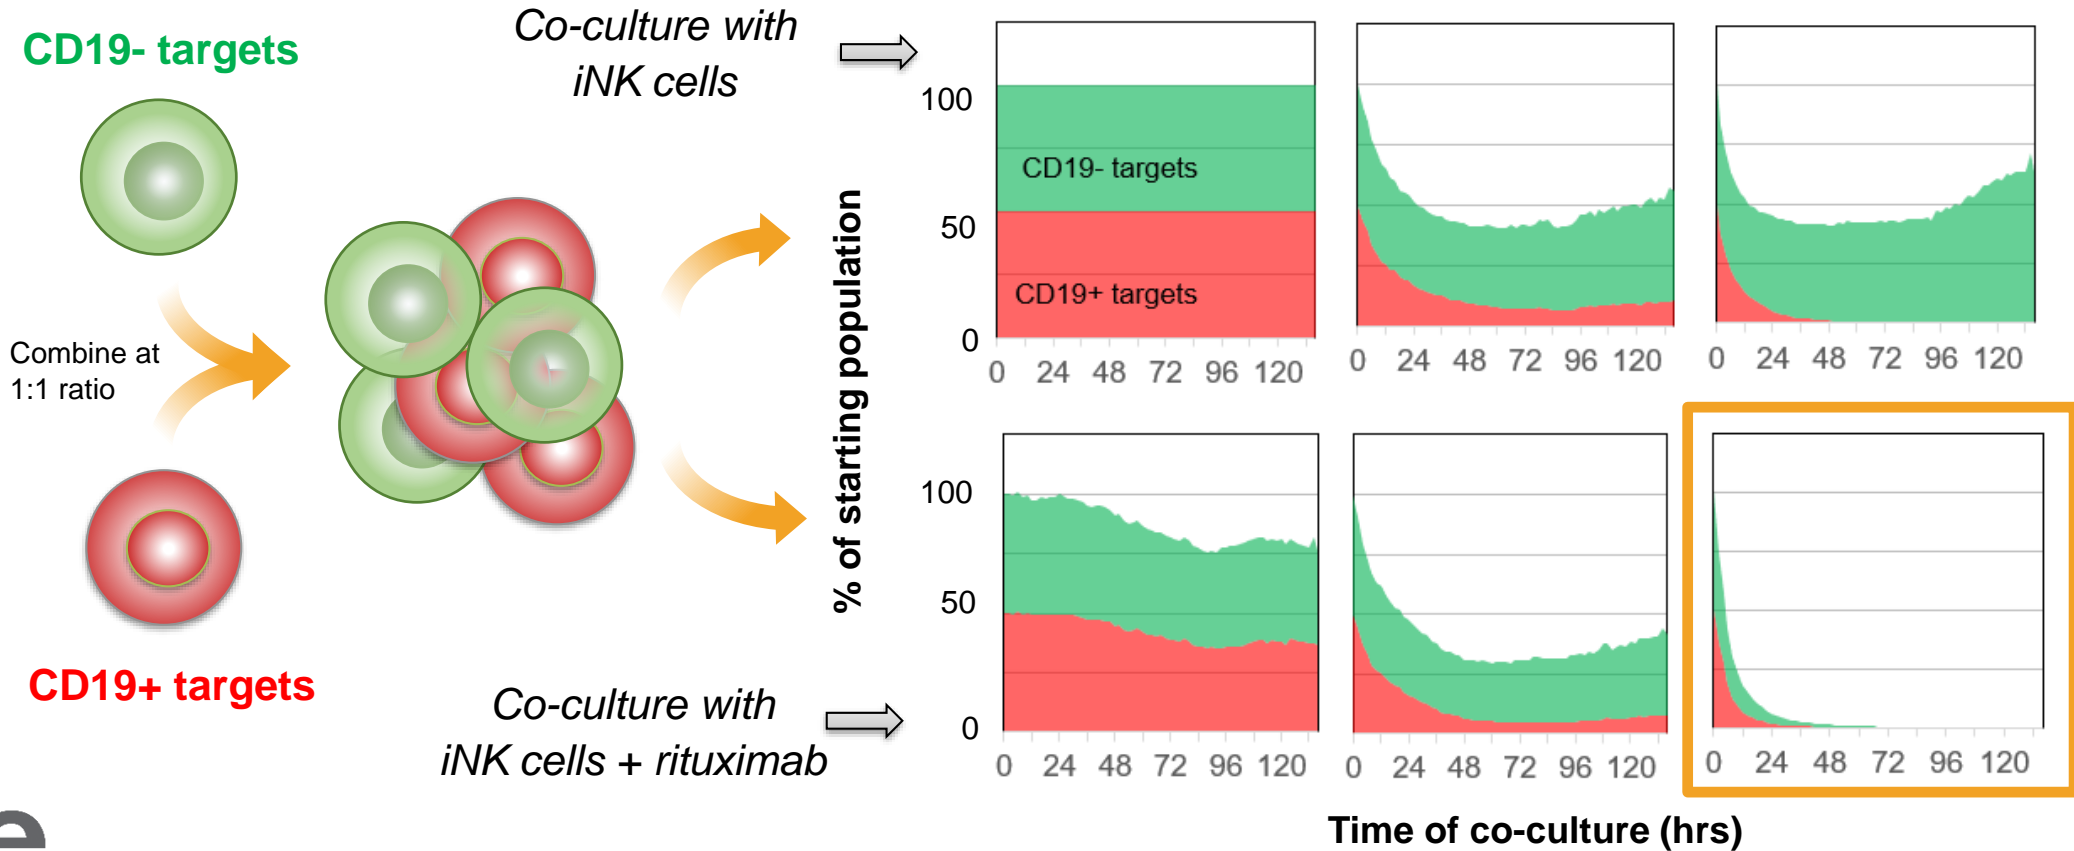 CD19- targets
Combine at
1:1 ratio
CD19+ targets
Co-culture with
iNK cells
Co-culture with
iNK cells + rituximab
% of starting population
100
50
0
CD19- targets
CD19+ targets
0 24 48 72 96 120
0 24 48 72 96 120
0 24 48 72 96 120
100
50
0
0 24 48 72 96 120
0 24 48 72 96 120
0 24 48 72 96 120
Time of co-culture (hrs)